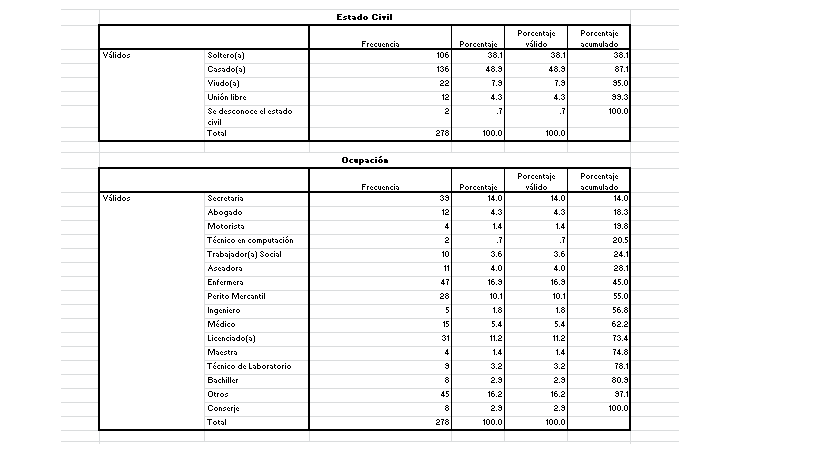 Estado Civil
Frecuencia Porcentaje Porcentaje válido Porcentaje acumulado
Válidos Soltero(a) 106 38.1 38.1 38.1
Casado(a) 136 48.9 48.9 87.1
Viudo(a) 22 7.9 7.9 95.0
Unión libre 12 4.3 4.3 99.3
Se desconoce el estado civil 2 .7 .7 100.0
Total 278 100.0 100.0
Ocupación
Frecuencia Porcentaje Porcentaje válido Porcentaje acumulado
Válidos Secretaria 39 14.0 14.0 14.0
Abogado 12 4.3 4.3 18.3
Motorista 4 1.4 1.4 19.8
Técnico en computación 2 .7 .7 20.5
Trabajador(a) Social 10 3.6 3.6 24.1
Aseadora 11 4.0 4.0 28.1
Enfermera 47 16.9 16.9 45.0
Perito Mercantil 28 10.1 10.1 55.0
Ingeniero 5 1.8 1.8 56.8
Médico 15 5.4 5.4 62.2
Licenciado(a) 31 11.2 11.2 73.4
Maestra 4 1.4 1.4 74.8
Técnico de Laboratorio 9 3.2 3.2 78.1
Bachiller 8 2.9 2.9 80.9
Otros 45 16.2 16.2 97.1
Conserje 8 2.9 2.9 100.0
Total 278 100.0 100.0